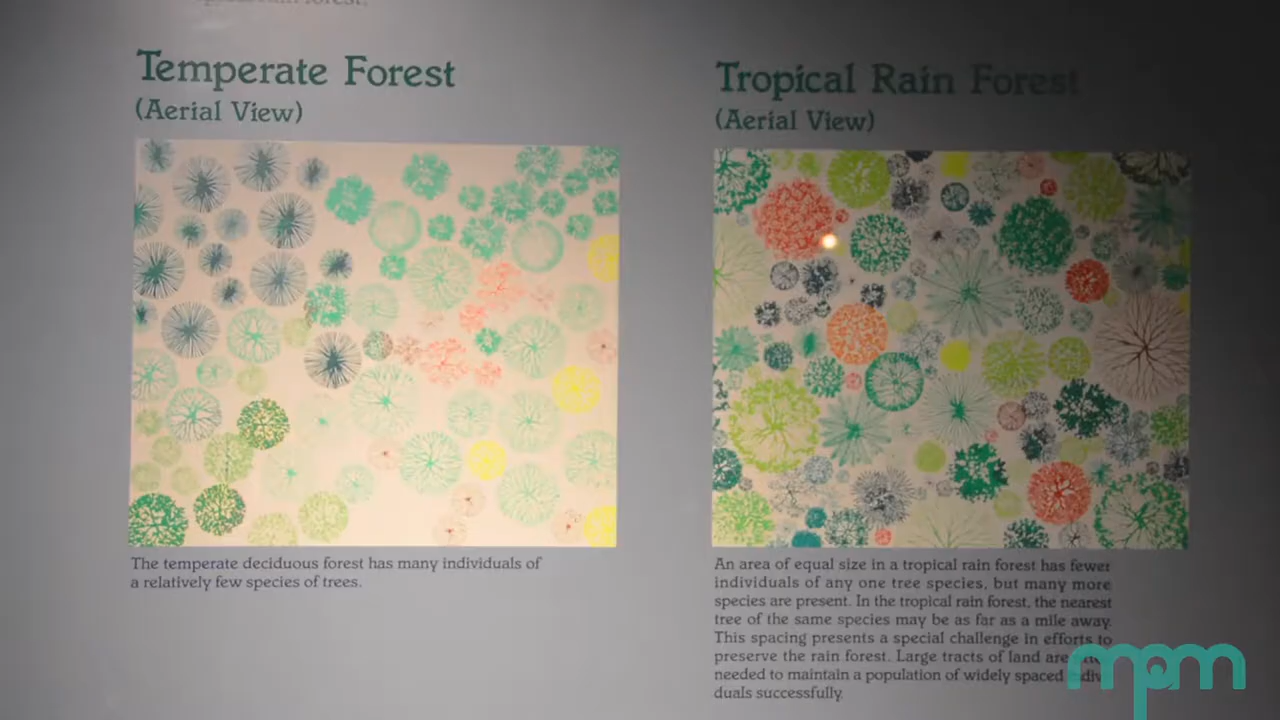 forest.
Temperate Forest
(Aerial View)
The temperate deciduous forest has many individuals of
a relatively few species of trees.
Tropical Rain Forest
(Aerial View)
An area of equal size in a tropical rain forest has fewer
individuals of any one tree species, but many more
species are present. In the tropical rain forest, the nearest
tree of the same species may be as far as a mile away.
This spacing presents a special challenge in efforts to
preserve the rain forest. Large tracts of land are
needed to maintain a population of widely spaced
duals successfully.
mpm